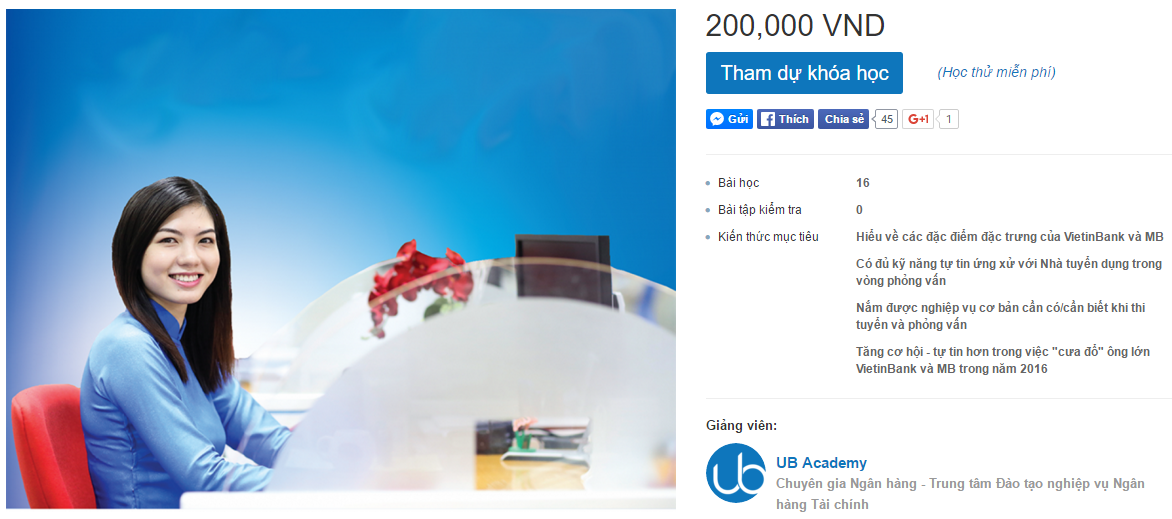 200,000 VND
Tham dự khóa học
(Học thử miễn phí)
Gửi
Thích
Chia sẻ
45
G+1
1
Bài học 16
Bài tập kiểm tra 0
Kiến thức mục tiêu Hiểu về các đặc điểm đặc trưng của VietinBank và MB
Có đủ kỹ năng tự tin ứng xử với Nhà tuyển dụng trong
vòng phỏng vấn
Nắm được nghiệp vụ cơ bản cần có/cần biết khi thi
tuyển và phỏng vấn
Tăng cơ hội - tự tin hơn trong việc "cưa đổ" ông lớn
VietinBank và MB trong năm 2016
Giảng viên:
ub
UB Academy
Chuyên gia Ngân hàng - Trung tâm Đào tạo nghiệp vụ Ngân
hàng Tài chính